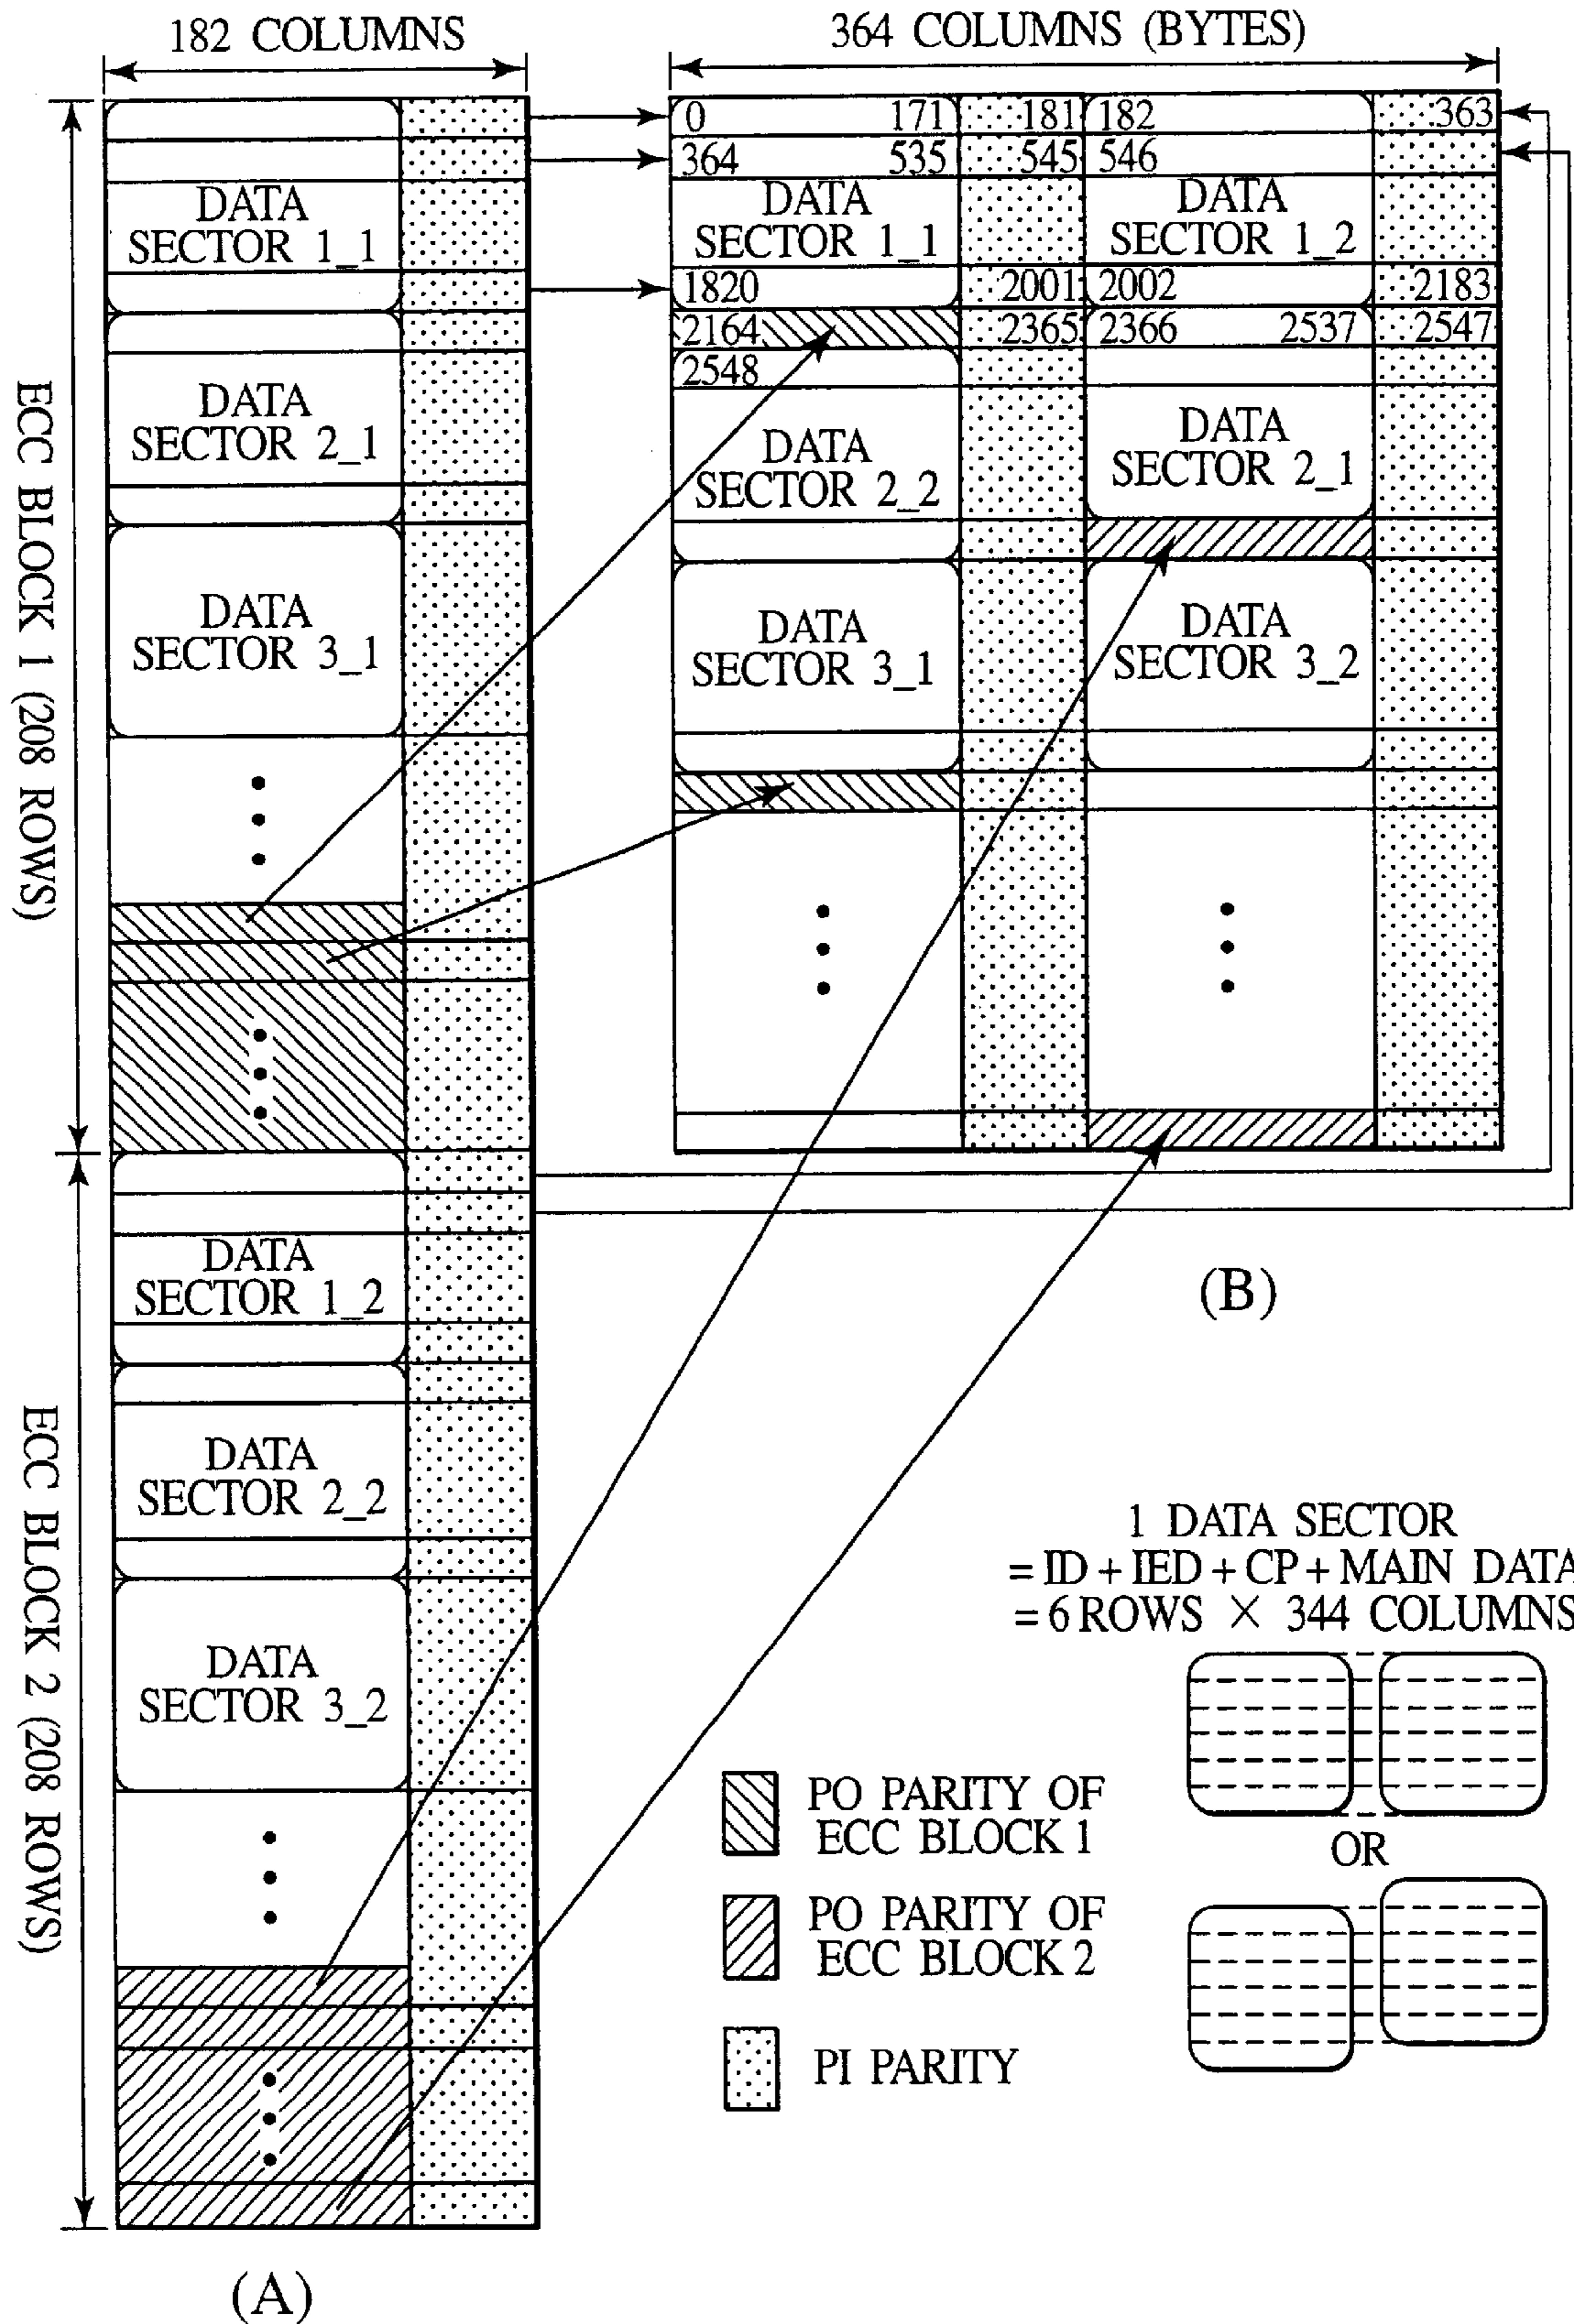 182 COLUMNS
364 COLUMNS (BYTES)
ECC BLOCK 1 (208 ROWS)
DATA
SECTOR 1_1
DATA
SECTOR 2_1
DATA
SECTOR 3_1
ECC BLOCK 2 (208 ROWS)
DATA
SECTOR 1_2
DATA
SECTOR 2_2
DATA
SECTOR 3_2
(A)
0 171 181 182 363
364 535 545 546
DATA
SECTOR 1_1
DATA
SECTOR 1_2
1820 2001 2002 2183
2164 2365 2366 2537 2547
2548
DATA
SECTOR 2_2
DATA
SECTOR 2_1
DATA
SECTOR 3_1
DATA
SECTOR 3_2
(B)
1 DATA SECTOR
= ID + IED + CP + MAIN DATA
= 6 ROWS × 344 COLUMNS
OR
PO PARITY OF
ECC BLOCK 1
PO PARITY OF
ECC BLOCK 2
PI PARITY